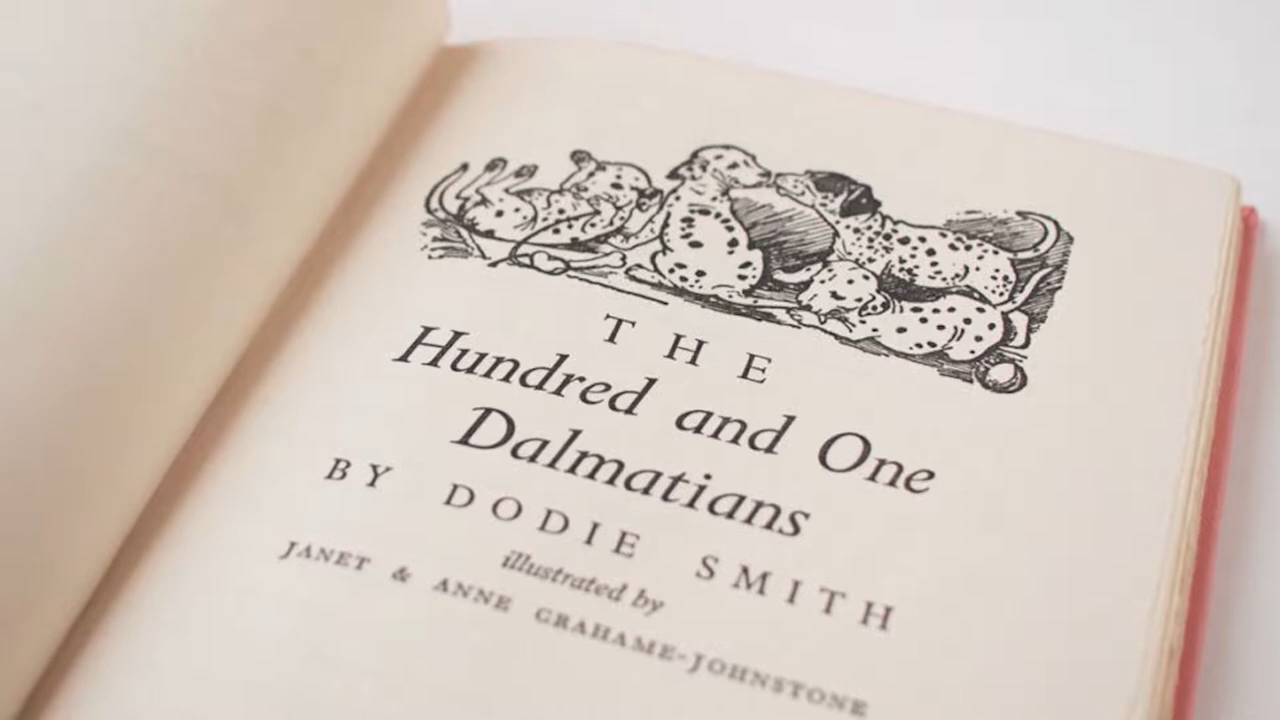 THE
Hundred and One
Dalmatians
BY DODIE SMITH
illustrated by
JANET & ANNE GRAHAME-JOHNSTONE